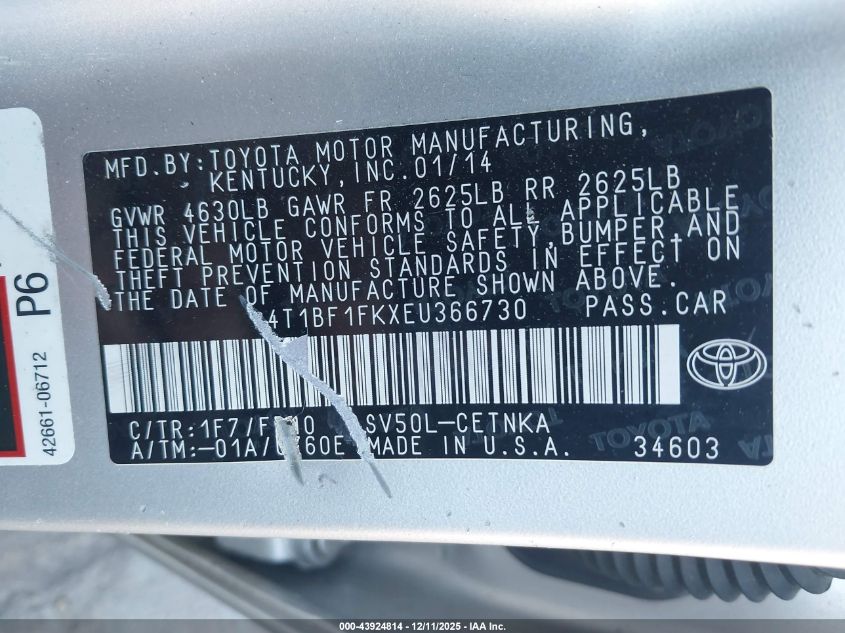 MFD.BY:TOYOTA MOTOR MANUFACTURING,
KENTUCKY,INC.01/14
GVWR 4630LB GAWR FR 2625LB RR 2625LB
THIS VEHICLE CONFORMS TO ALL APPLICABLE
FEDERAL MOTOR VEHICLE SAFETY,BUMPER,AND
THEFT PREVENTION STANDARDS IN EFFECT ON
THE DATE OF MANUFACTURE SHOWN ABOVE.
4T1BF1FKXEU366730 PASS.CAR
C/TR:1F7/ SV50L-CETNKA
A/TM:-01A/ MADE IN U.S.A. 34603
TOYOTA
P6
42661-06712
000-43924814 - 12/11/2025 - IAA Inc.